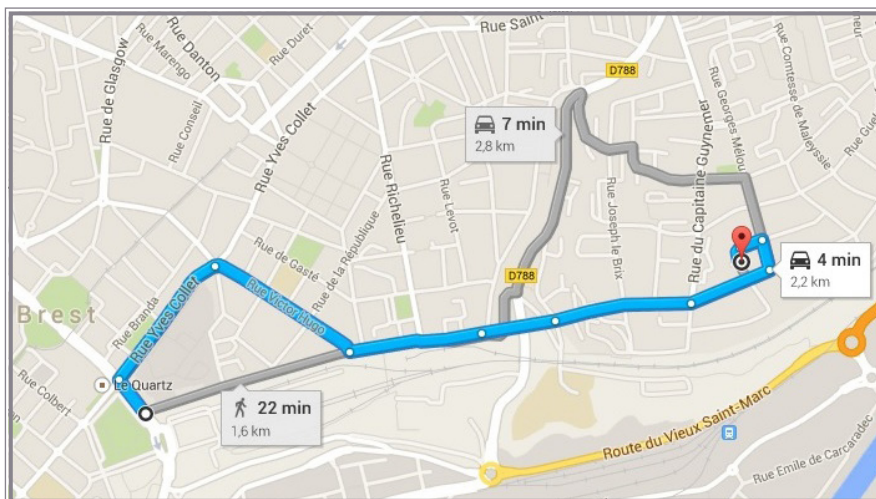 Rue Saint
Rue Duret
Rue Danton
Rue Marengo
Rue de Glasgow
Rue Conseil
Rue Yves Collet
D788
7 min
2,8 km
Rue Richelieu
Rue Levot
Rue Joseph le Brix
Rue du Capitaine Guynemer
Rue Georges Mélou
Rue Comtesse de Maleyssie
Rue de Gasté
Rue de la République
Rue Victor Hugo
Rue Yves Collet
Rue Branda
Brest
D788
4 min
2,2 km
Le Quartz
Rue Colbert
22 min
1,6 km
Route du Vieux Saint-Marc
Rue Emile de Carcaradec